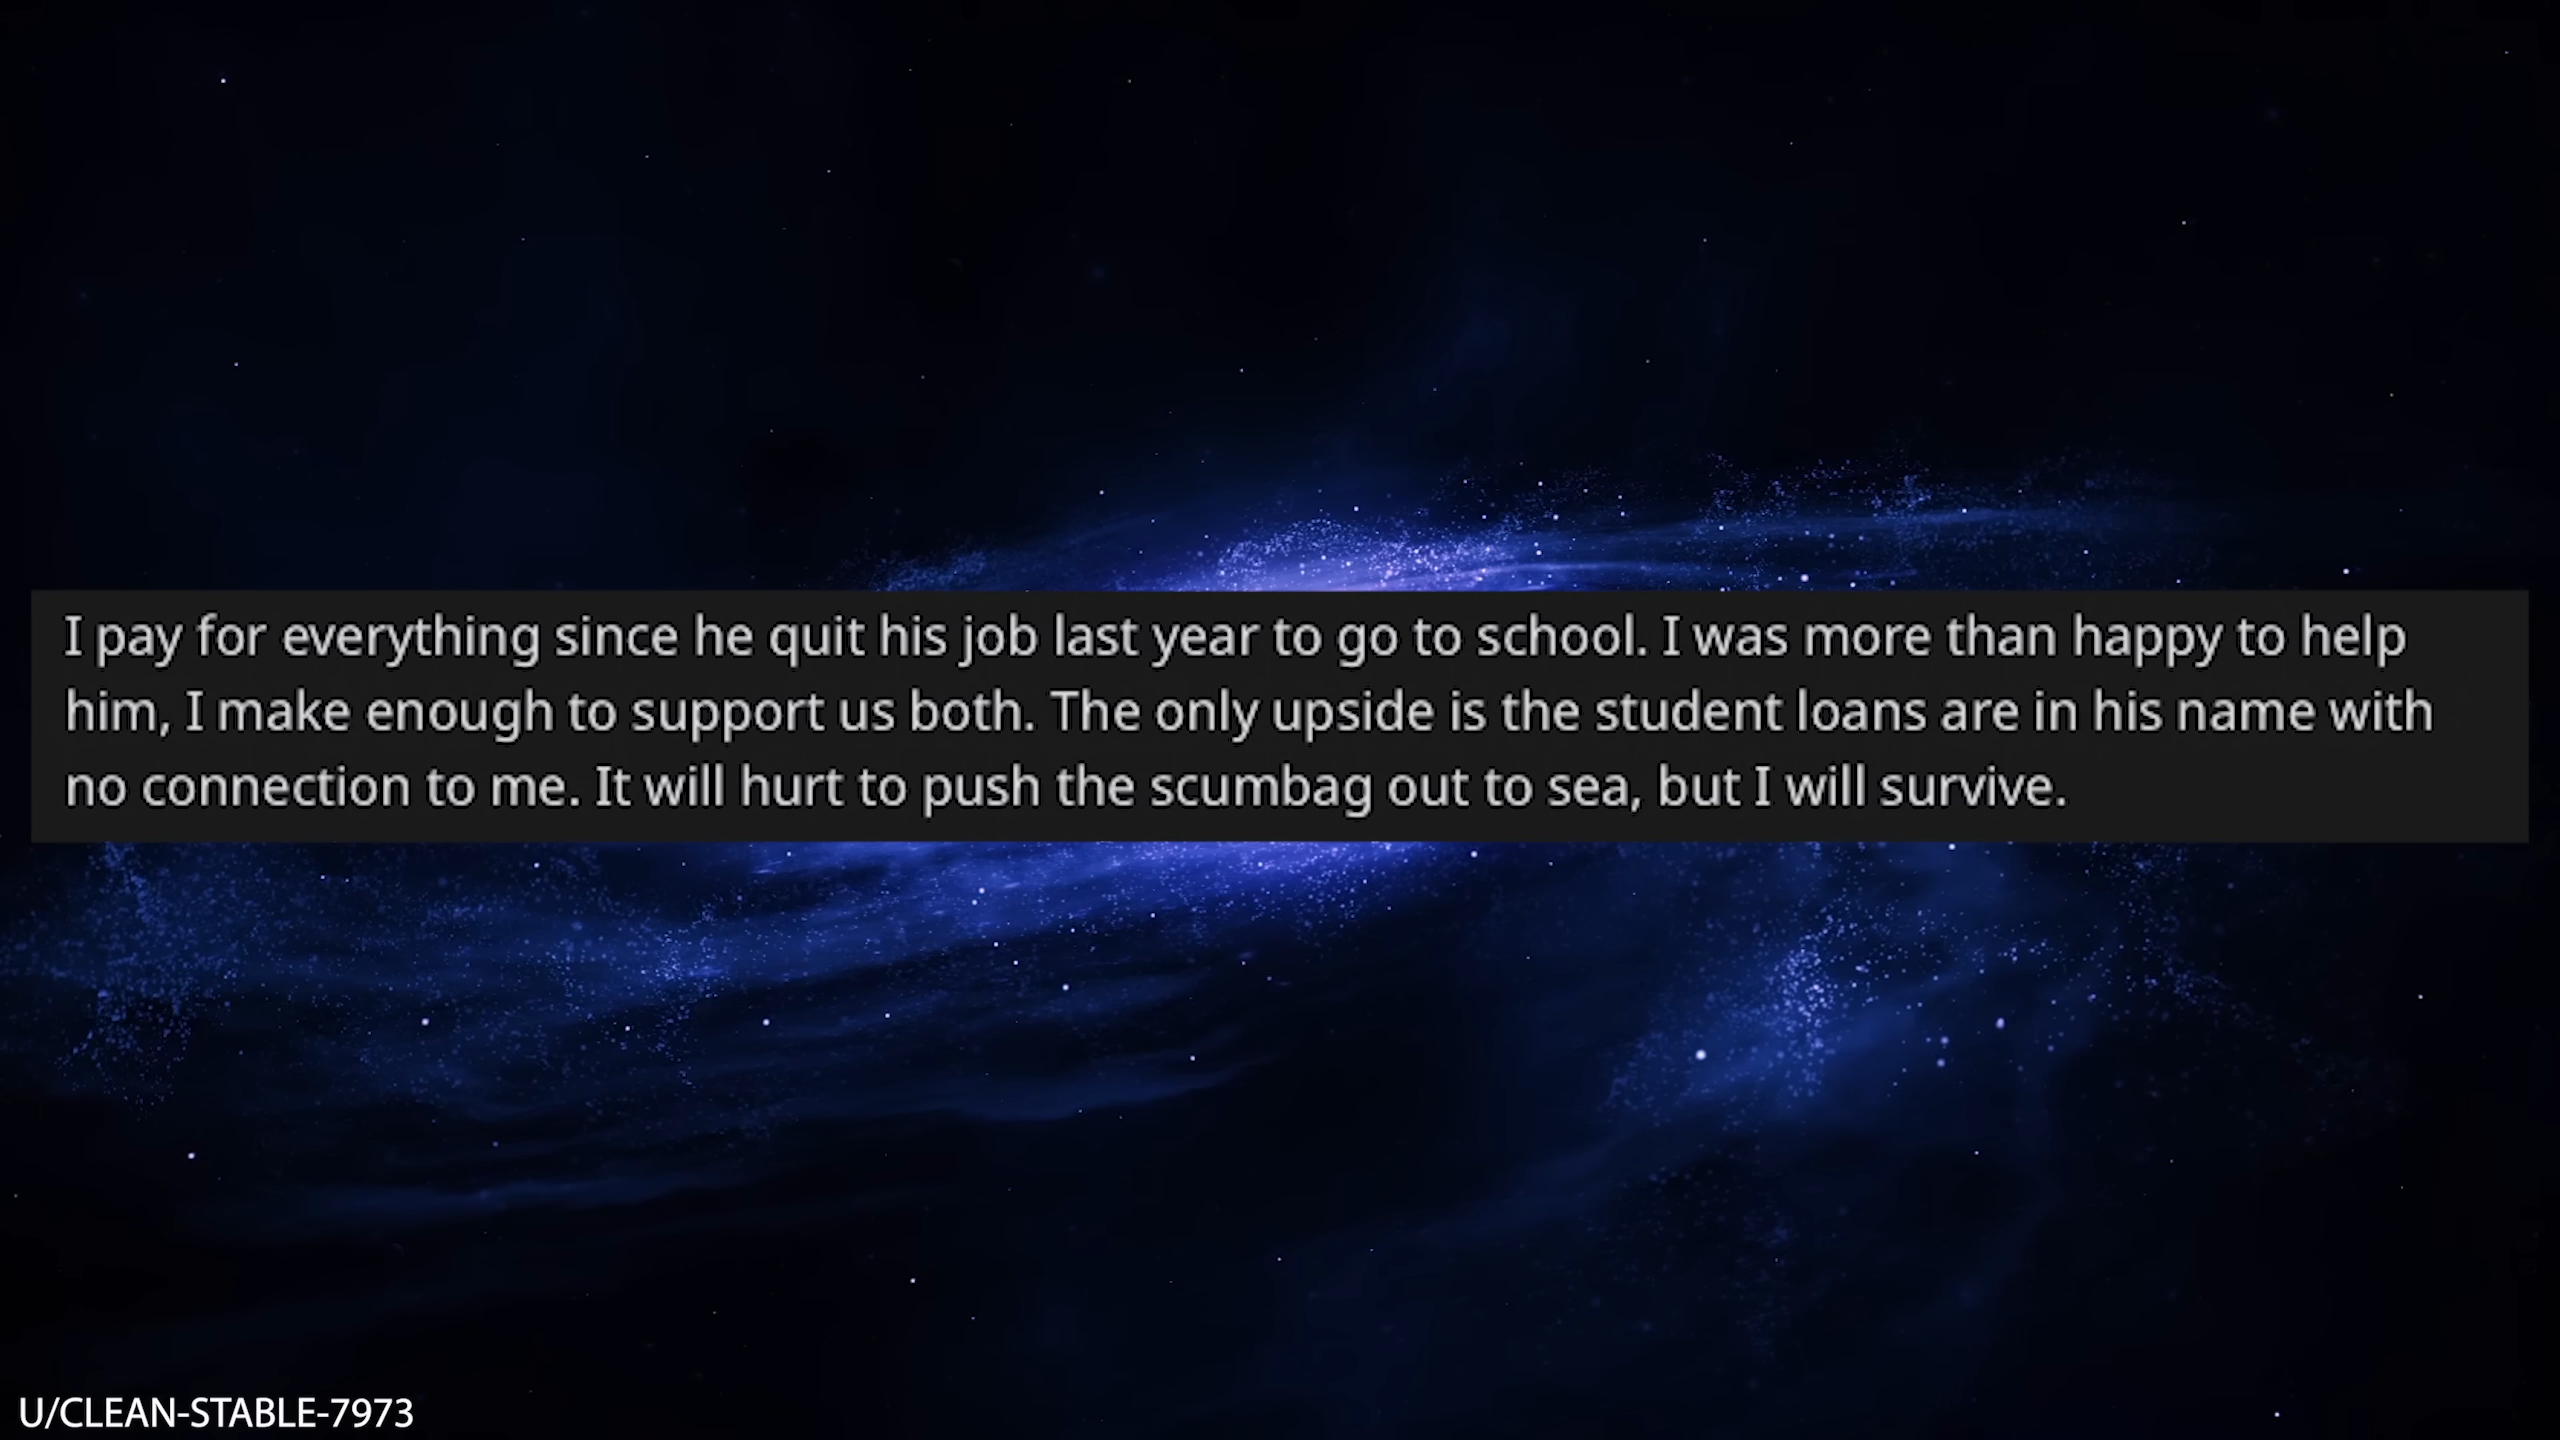 I pay for everything since he quit his job last year to go to school. I was more than happy to help
him, I make enough to support us both. The only upside is the student loans are in his name with
no connection to me. It will hurt to push the scumbag out to sea, but I will survive.
U/CLEAN-STABLE-7973